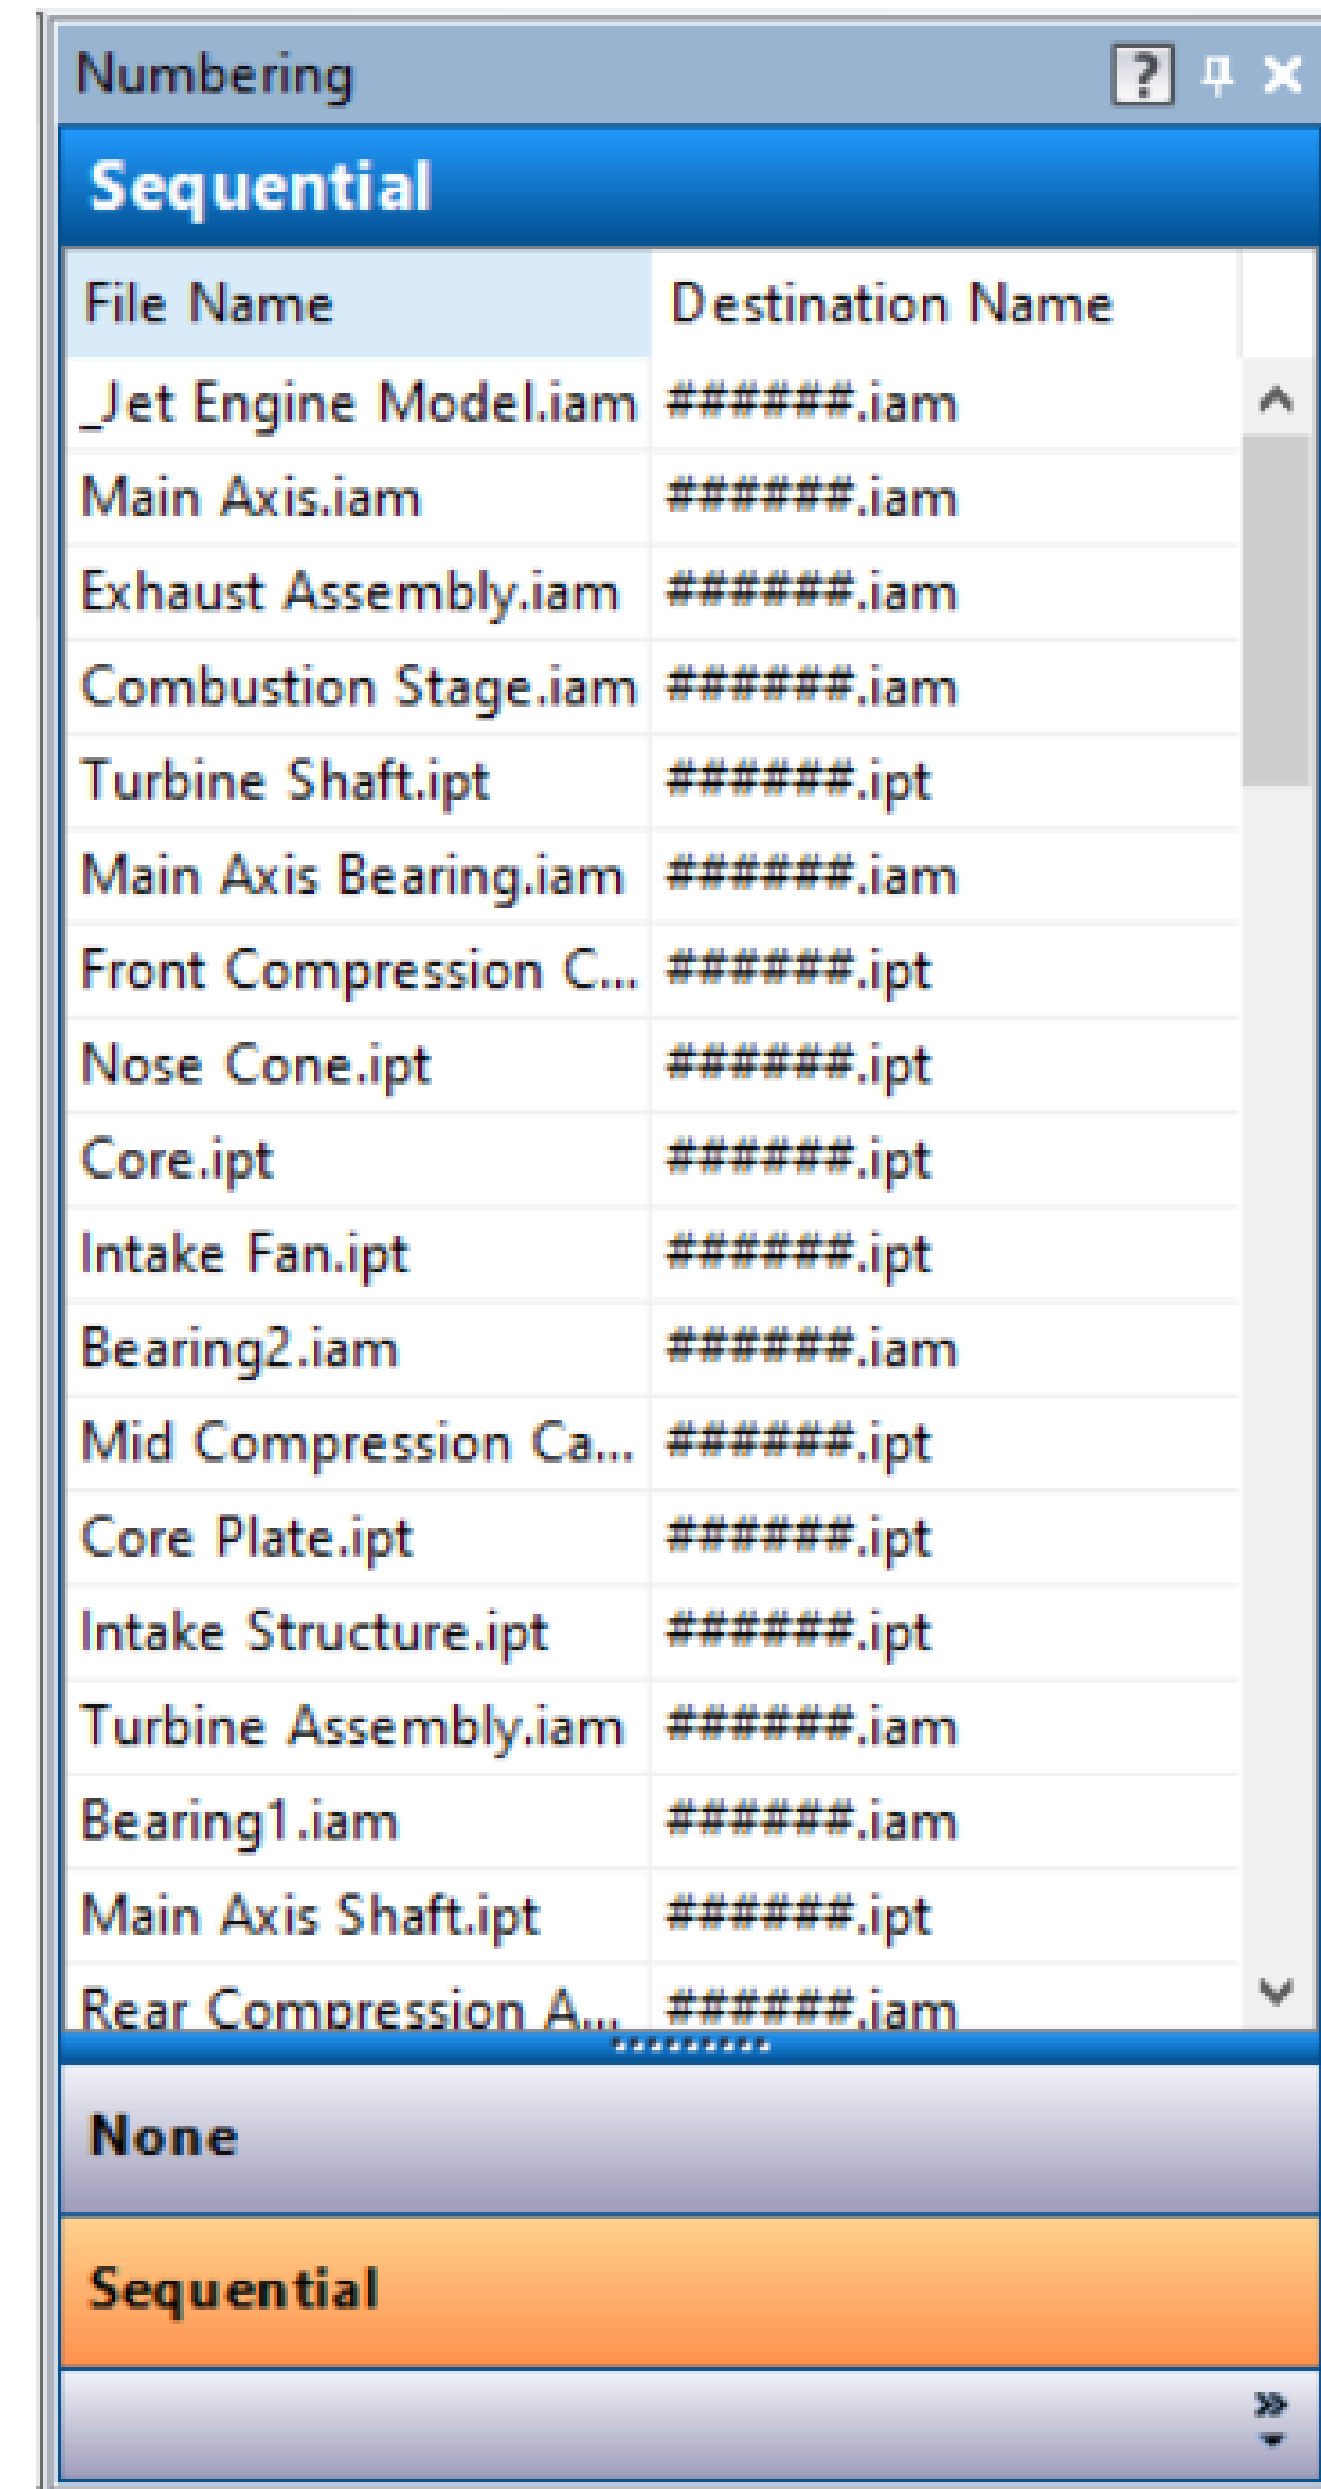 Numbering
Sequential
File Name Destination Name
_Jet Engine Model.iam ######.iam
Main Axis.iam ######.iam
Exhaust Assembly.iam ######.iam
Combustion Stage.iam ######.iam
Turbine Shaft.ipt ######.ipt
Main Axis Bearing.iam ######.iam
Front Compression C... ######.ipt
Nose Cone.ipt ######.ipt
Core.ipt ######.ipt
Intake Fan.ipt ######.ipt
Bearing2.iam ######.iam
Mid Compression Ca... ######.ipt
Core Plate.ipt ######.ipt
Intake Structure.ipt ######.ipt
Turbine Assembly.iam ######.iam
Bearing1.iam ######.iam
Main Axis Shaft.ipt ######.ipt
Rear Compression A... ######.iam
None
Sequential